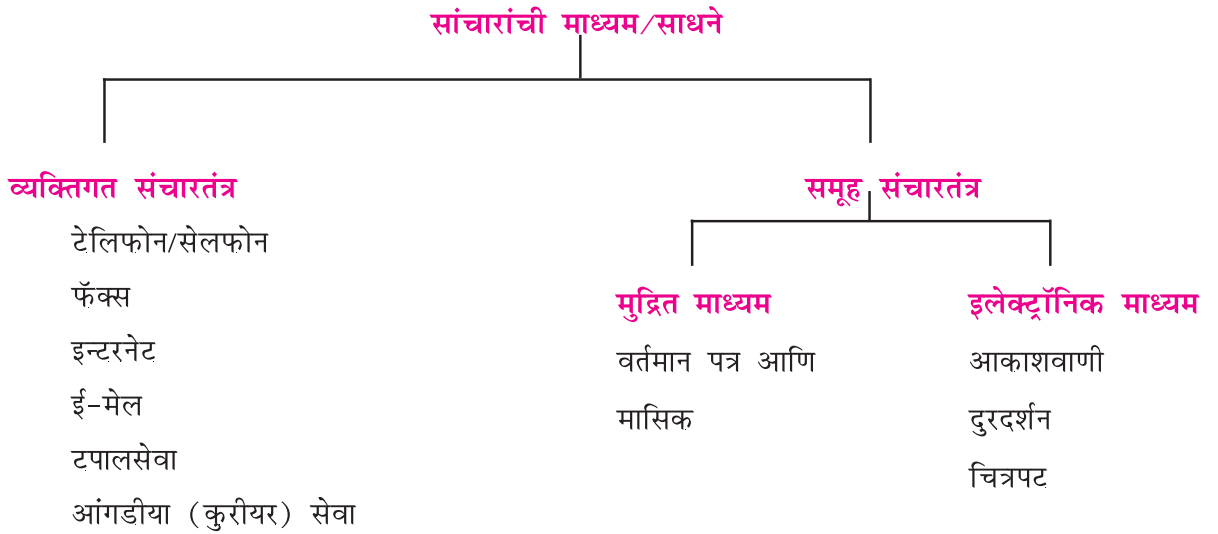 सांचारांची माध्यम/साधने
व्यक्तिगत संचारतंत्र
टेलिफोन/सेलफोन
फॅक्स
इन्टरनेट
ई-मेल
टपालसेवा
आंगडीया (कुरीयर) सेवा
समूह संचारतंत्र
मुद्रित माध्यम
वर्तमान पत्र आणि
मासिक
इलेक्ट्रॉनिक माध्यम
आकाशवाणी
दुरदर्शन
चित्रपट